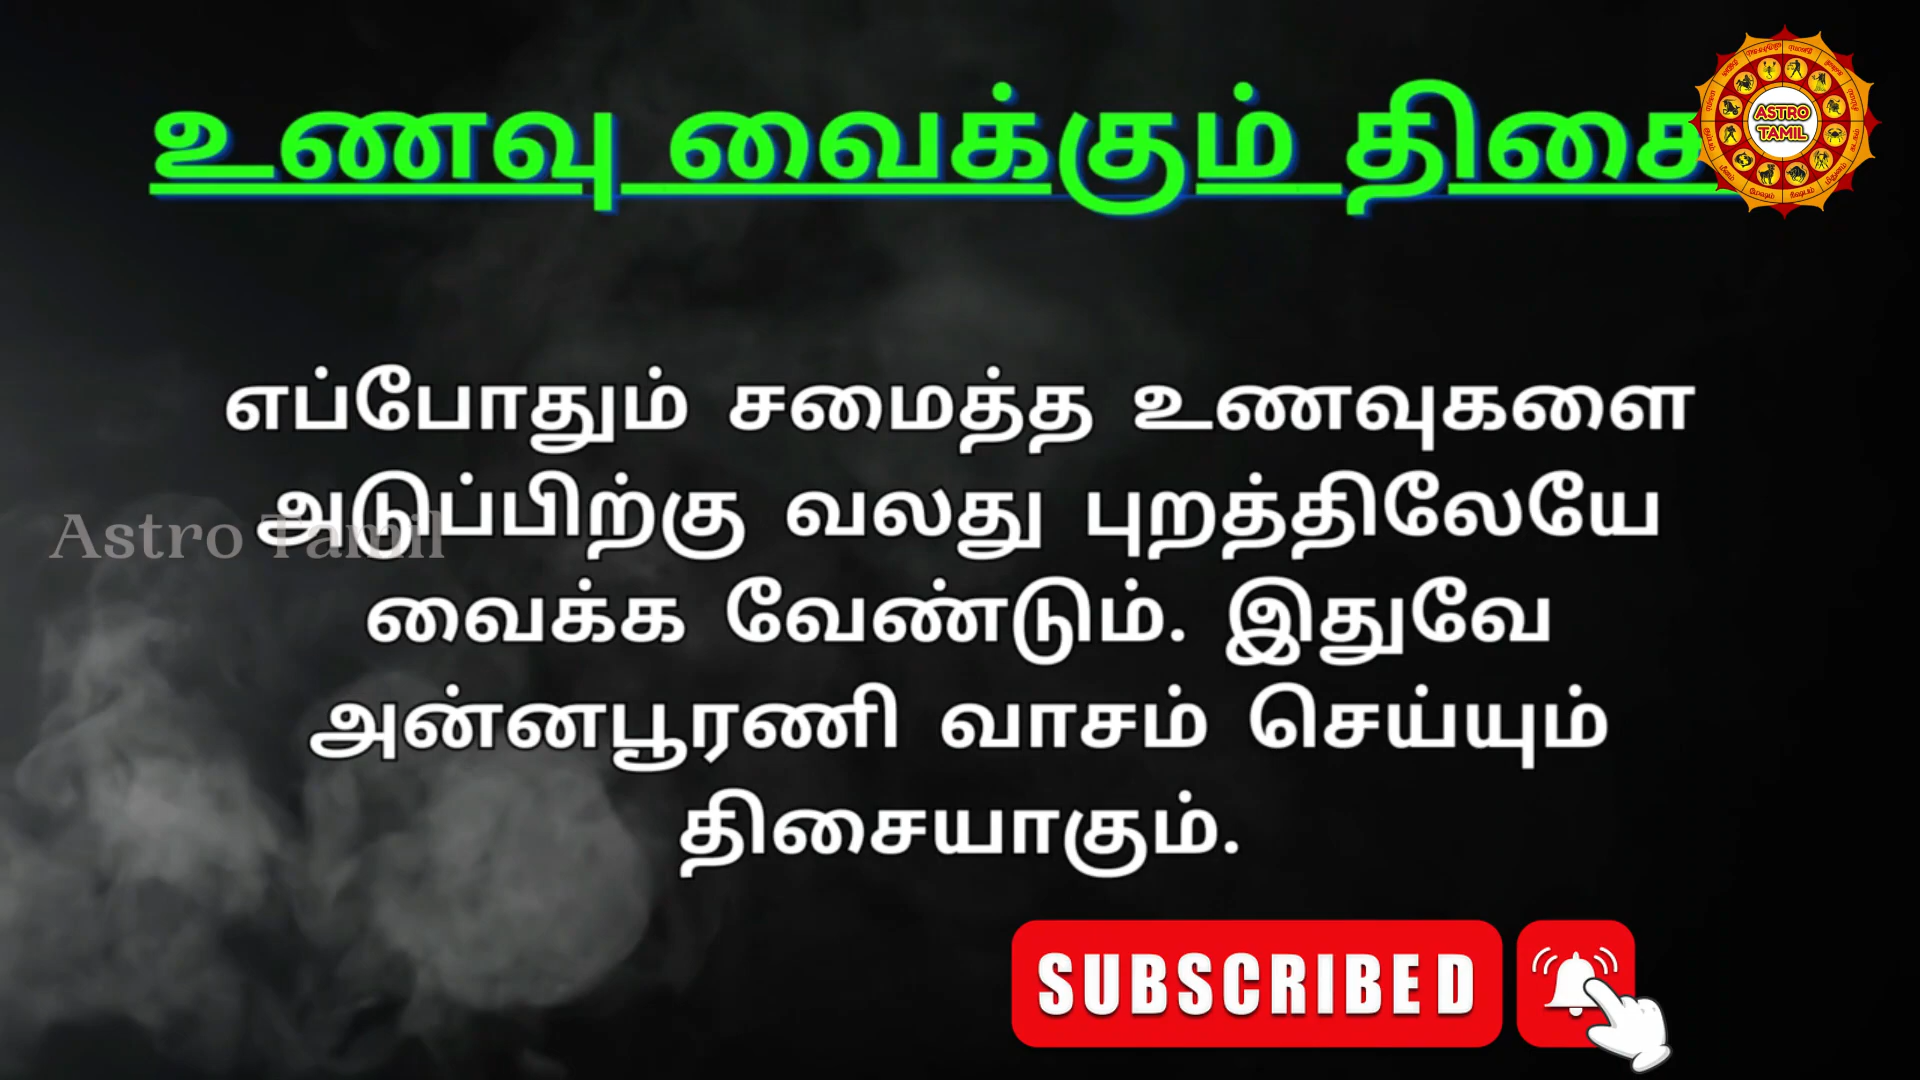 உணவு வைக்கும் திசை
ASTRO
TAMIL
எப்போதும் சமைத்த உணவுகளை
அடுப்பிற்கு வலது புறத்திலேயே
Astro Tamil
வைக்க வேண்டும். இதுவே
அன்னபூரணி வாசம் செய்யும்
திசையாகும்.
SUBSCRIBED